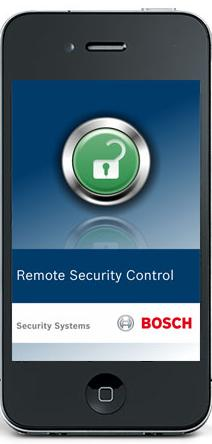 Remote Security Control
Security Systems
BOSCH